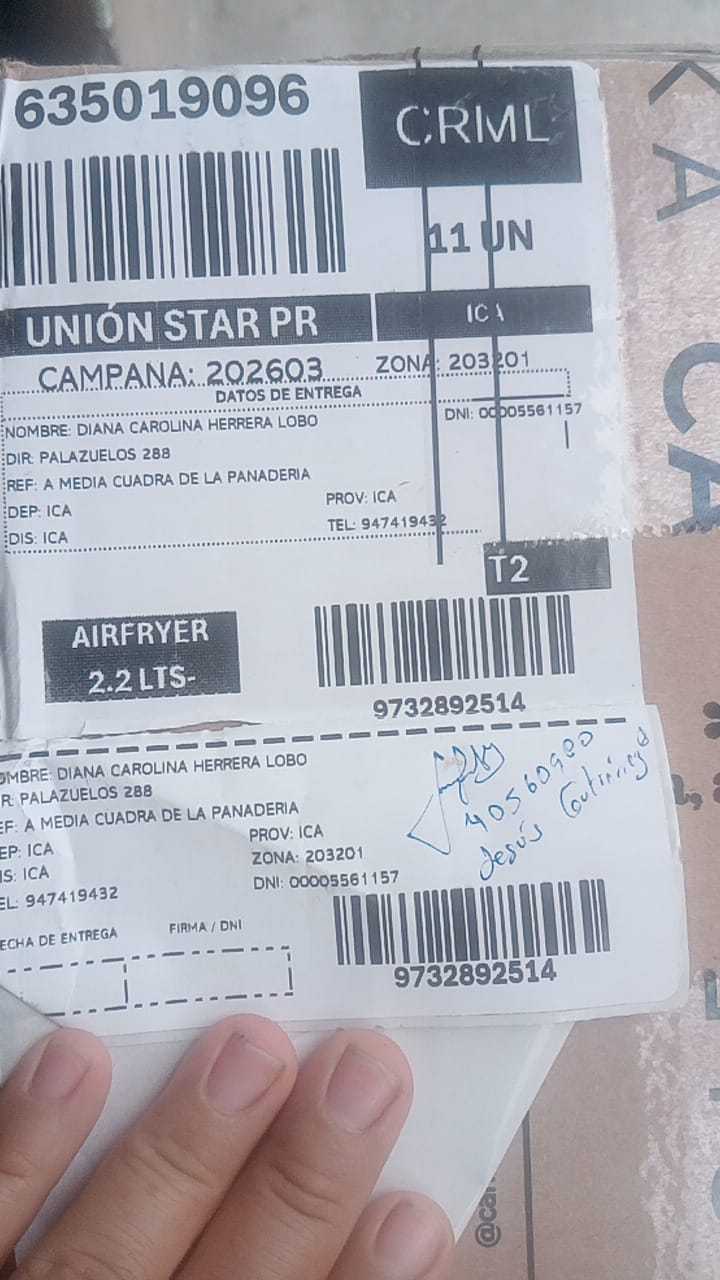 635019096
CRML
11 UN
UNIÓN STAR PR
ICA
CAMPAÑA: 202603
ZONA: 203201
DATOS DE ENTREGA
NOMBRE: DIANA CAROLINA HERRERA LOBO
DNI: 00005561157
DIR: PALAZUELOS 288
REF: A MEDIA CUADRA DE LA PANADERIA
DEP: ICA
PROV: ICA
DIS: ICA
TEL: 947419432
T2
AIRFRYER
2.2 LTS-
9732892514
OMBRE: DIANA CAROLINA HERRERA LOBO
R: PALAZUELOS 288
EF: A MEDIA CUADRA DE LA PANADERIA
EP: ICA
PROV: ICA
IS: ICA
ZONA: 203201
EL: 947419432
DNI: 00005561157
40560980
Jesús Gutiérrez
ECHA DE ENTREGA
FIRMA / DNI
9732892514